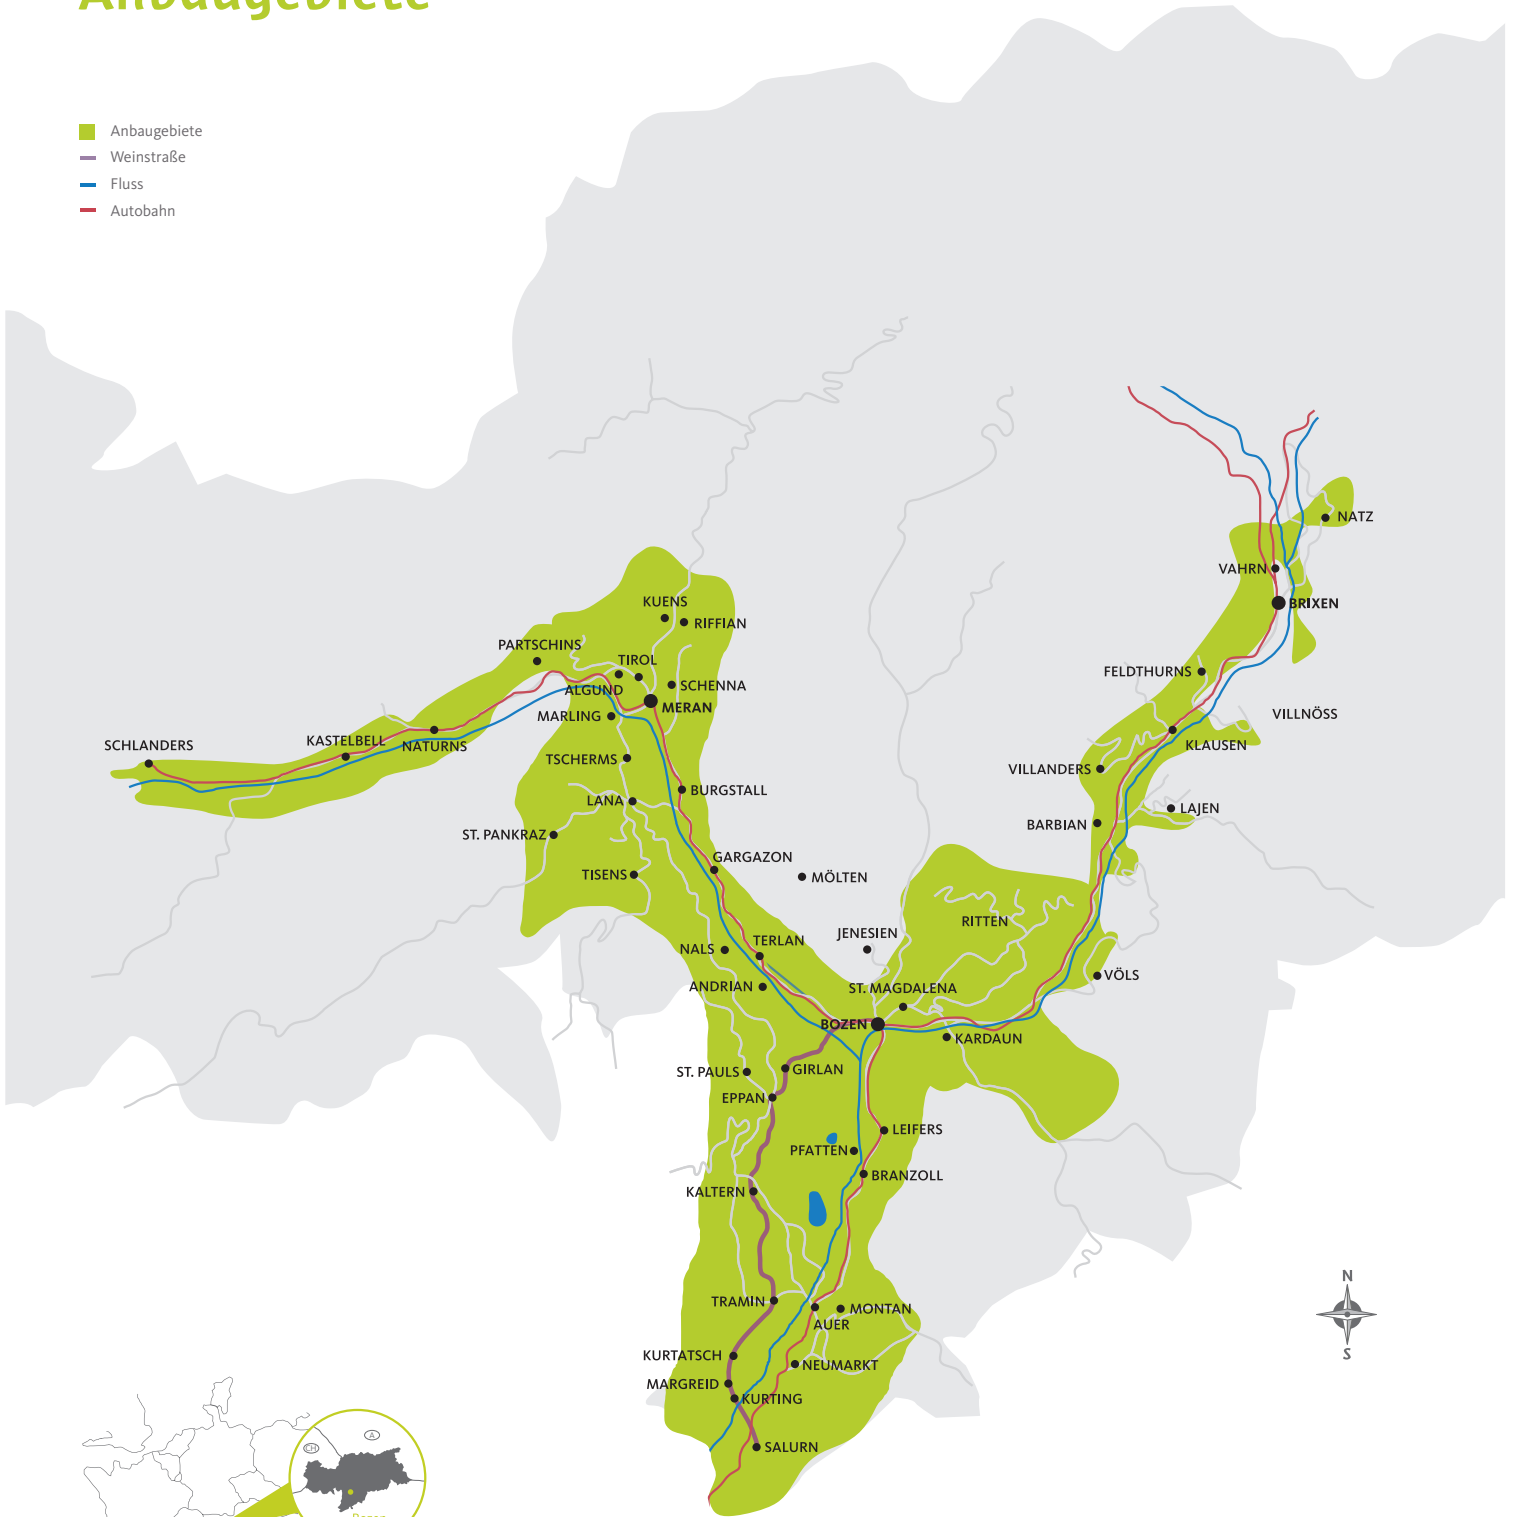 Anbaugebiete
Anbaugebiete
Weinstraße
Fluss
Autobahn
NATZ
VAHRN
BRIXEN
KUENS
RIFFIAN
PARTSCHINS
TIROL
FELDTHURNS
ALGUND
SCHENNA
MERAN
MARLING
VILLNÖSS
SCHLANDERS
KASTELBELL
NATURNS
KLAUSEN
TSCHERMS
VILLANDERS
BURGSTALL
LANA
LAJEN
BARBIAN
ST. PANKRAZ
GARGAZON
TISENS
MÖLTEN
RITTEN
JENESIEN
TERLAN
NALS
VÖLS
ANDRIAN
ST. MAGDALENA
BOZEN
KARDAUN
GIRLAN
ST. PAULS
EPPAN
LEIFERS
PFATTEN
BRANZOLL
KALTERN
N
S
TRAMIN
MONTAN
AUER
KURTATSCH
NEUMARKT
MARGREID
KURTING
SALURN
A
CH
Bozen